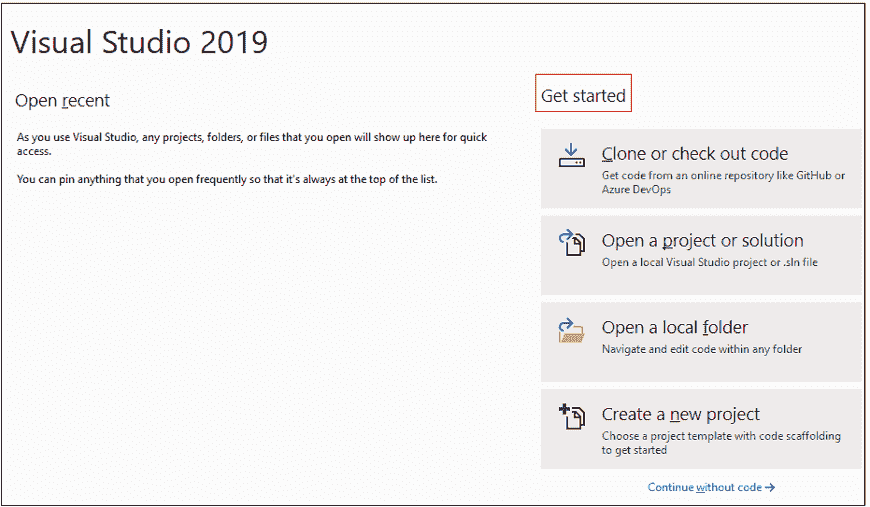 Visual Studio 2019
Open recent
As you use Visual Studio, any projects, folders, or files that you open will show up here for quick
access.
You can pin anything that you open frequently so that it's always at the top of the list.
Get started
Clone or check out code
Get code from an online repository like GitHub or
Azure DevOps
Open a project or solution
Open a local Visual Studio project or .sln file
Open a local folder
Navigate and edit code within any folder
Create a new project
Choose a project template with code scaffolding
to get started
Continue without code →